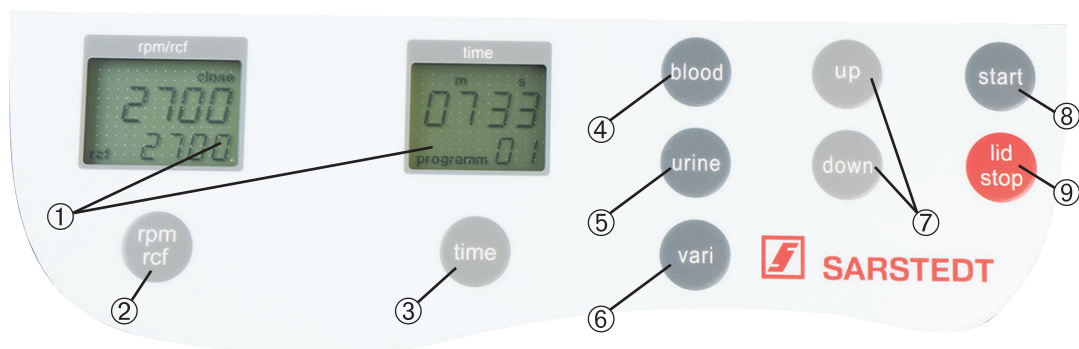 rpm/rcf
close
2700
rcf 2700
time
m s
0733
programm 01
blood
urine
vari
up
down
start
lid
stop
rpm
rcf
time
SARSTEDT
①
②
③
④
⑤
⑥
⑦
⑧
⑨